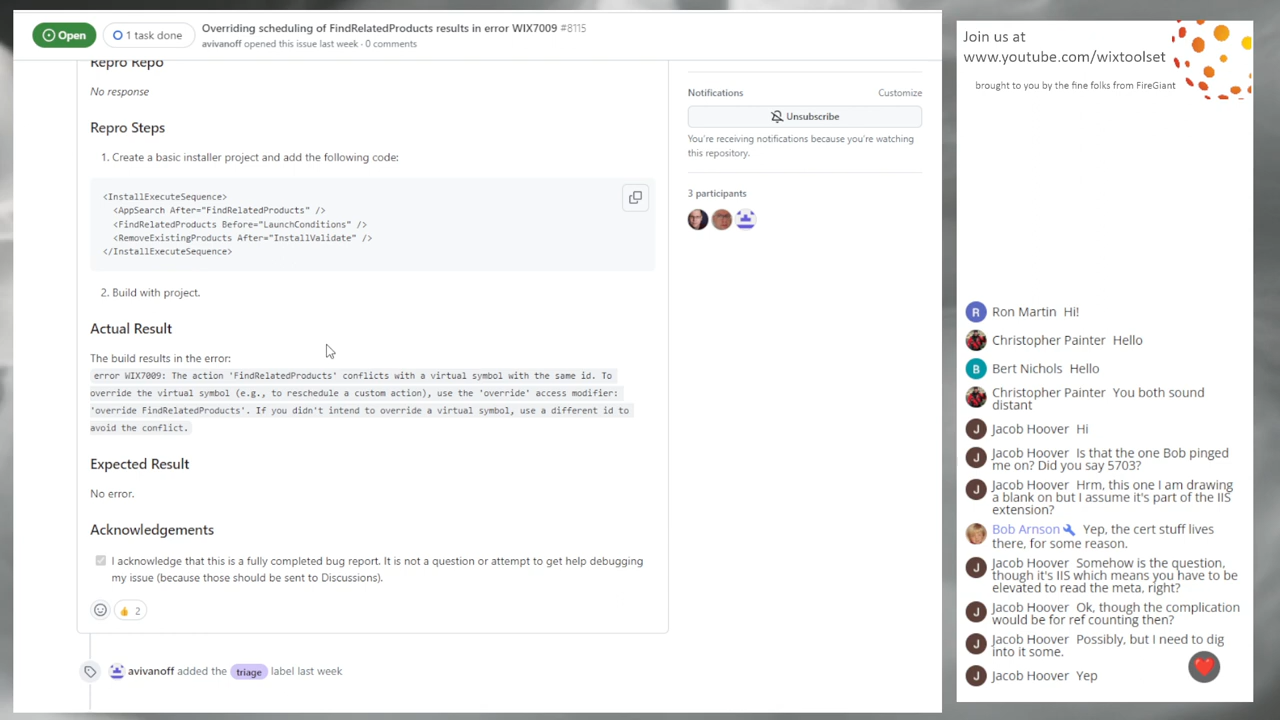 Open
1 task done
Overriding scheduling of FindRelatedProducts results in error WIX7009 #8115
avivanoff opened this issue last week · 0 comments
Repro Repo
No response
Repro Steps
1. Create a basic installer project and add the following code:
<InstallExecuteSequence>
<AppSearch After="FindRelatedProducts" />
<FindRelatedProducts Before="LaunchConditions" />
<RemoveExistingProducts After="InstallValidate" />
</InstallExecuteSequence>
2. Build with project.
Actual Result
The build results in the error:
error WIX7009: The action 'FindRelatedProducts' conflicts with a virtual symbol with the same id. To
override the virtual symbol (e.g., to reschedule a custom action), use the 'override' access modifier:
'override FindRelatedProducts'. If you didn't intend to override a virtual symbol, use a different id to
avoid the conflict.
Expected Result
No error.
Acknowledgements
I acknowledge that this is a fully completed bug report. It is not a question or attempt to get help debugging
my issue (because those should be sent to Discussions).
2
avivanoff added the triage label last week
Notifications
Customize
Unsubscribe
You're receiving notifications because you're watching
this repository.
3 participants
Join us at
www.youtube.com/wixtoolset
brought to you by the fine folks from FireGiant
R
Ron Martin Hi!
Christopher Painter Hello
B
Bert Nichols Hello
Christopher Painter You both sound
distant
J
Jacob Hoover Hi
J
Jacob Hoover Is that the one Bob pinged
me on? Did you say 5703?
J
Jacob Hoover Hrm, this one I am drawing
a blank on but I assume it's part of the IIS
extension?
Bob Arnson Yep, the cert stuff lives
there, for some reason.
J
Jacob Hoover Somehow is the question,
though it's IIS which means you have to be
elevated to read the meta, right?
J
Jacob Hoover Ok, though the complication
would be for ref counting then?
J
Jacob Hoover Possibly, but I need to dig
into it some.
J
Jacob Hoover Yep